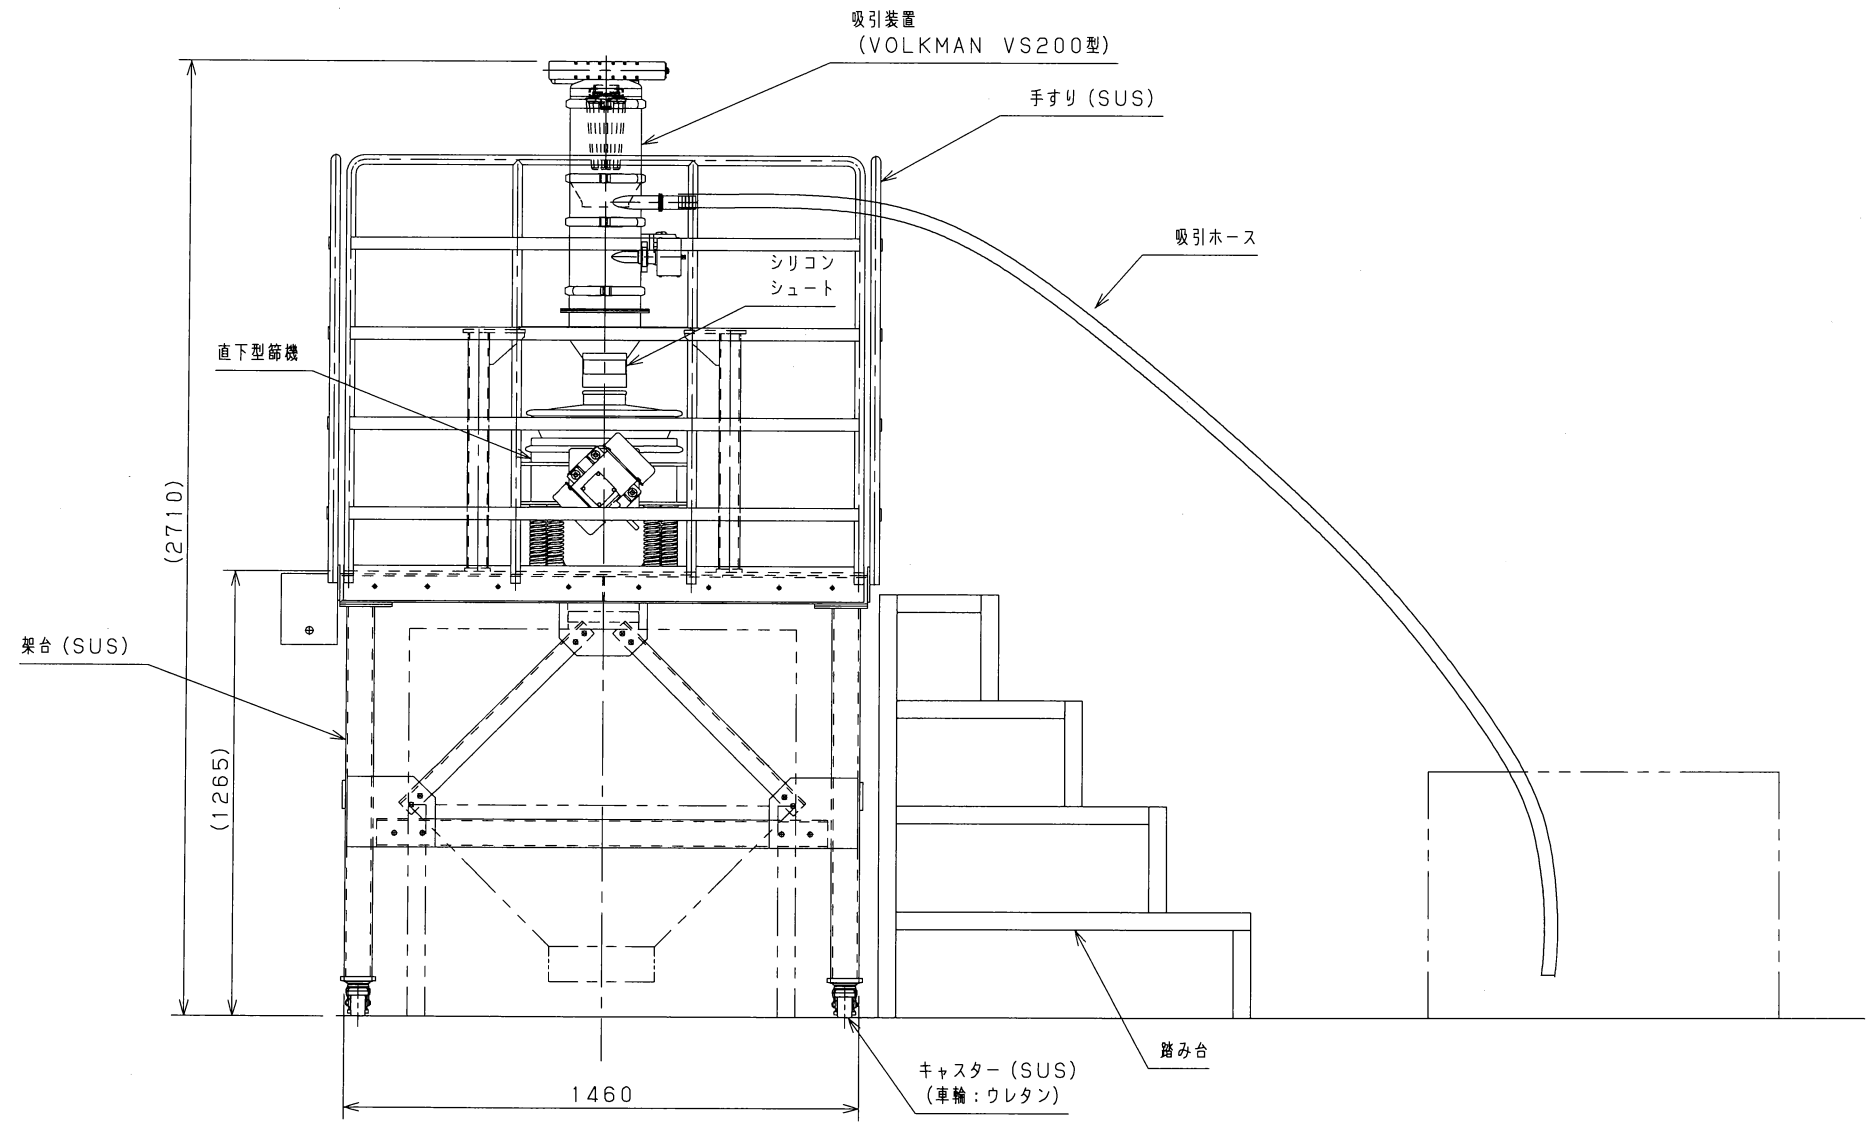 吸引装置
(VOLKMAN VS200型)
手すり(SUS)
吸引ホース
シリコン
シュート
直下型篩機
(2710)
架台(SUS)
(1265)
踏み台
キャスター(SUS)
(車輪:ウレタン)
1460